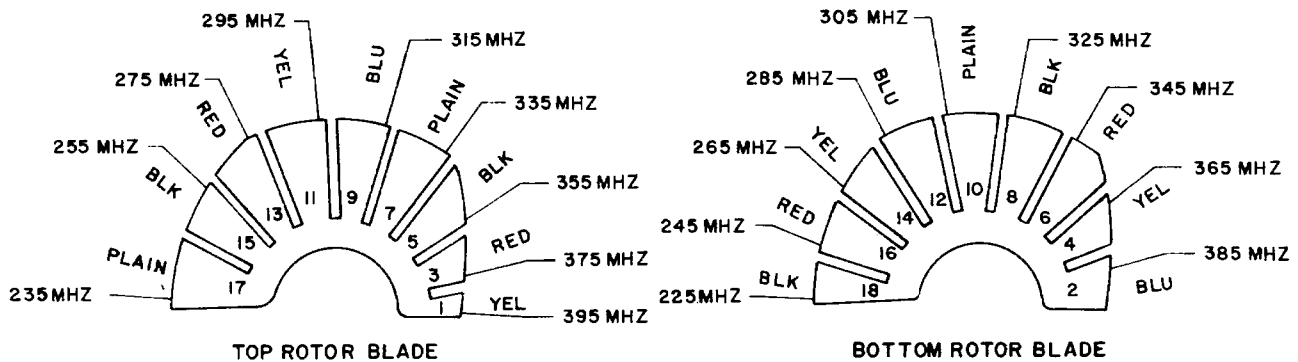 295 MHZ
YEL
BLU
315 MHZ
275 MHZ
RED
PLAIN
335 MHZ
255 MHZ
BLK
BLK
355 MHZ
11
9
7
13
5
15
RED
375 MHZ
PLAIN
17
3
235 MHZ
1
YEL
395 MHZ
TOP ROTOR BLADE
305 MHZ
PLAIN
325 MHZ
285 MHZ
BLU
BLK
345 MHZ
RED
265 MHZ
YEL
365 MHZ
12
10
8
14
6
YEL
RED
245 MHZ
16
4
385 MHZ
BLK
18
2
BLU
225MHZ
BOTTOM ROTOR BLADE